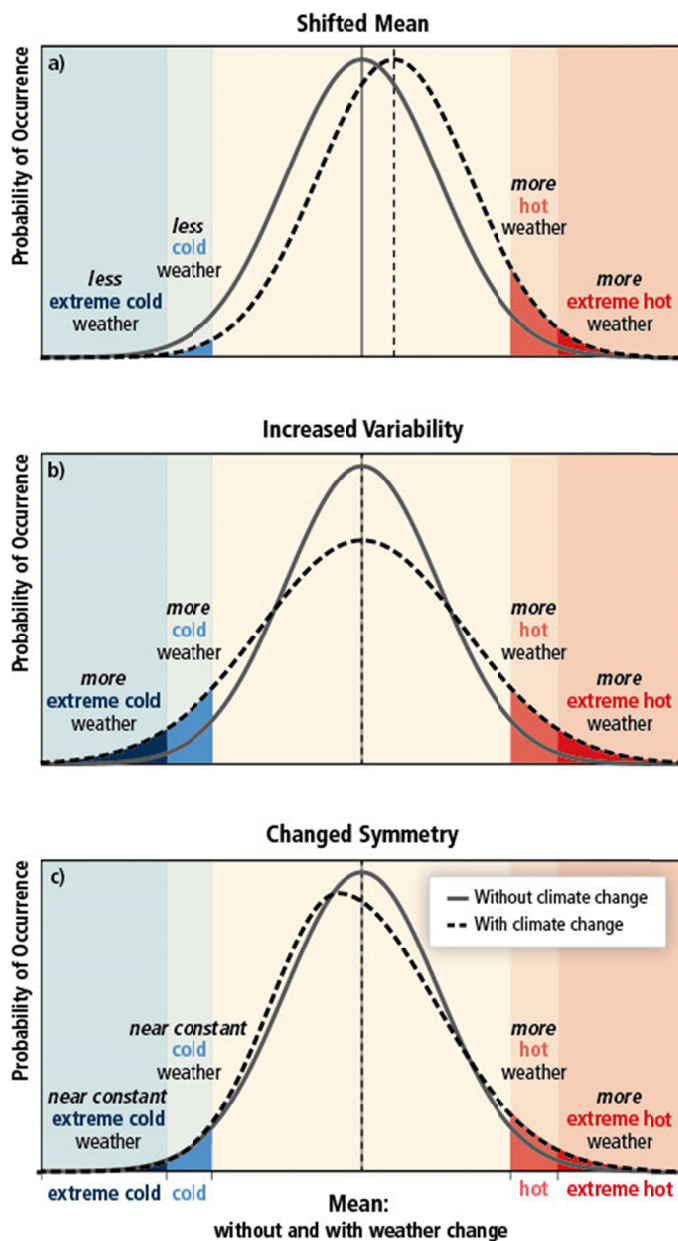 Shifted Mean
a)
Probability of Occurrence
less
cold
weather
less
extreme cold
weather
more
hot
weather
more
extreme hot
weather
Increased Variability
b)
Probability of Occurrence
more
cold
weather
more
extreme cold
weather
more
hot
weather
more
extreme hot
weather
Changed Symmetry
c)
Probability of Occurrence
Without climate change
With climate change
near constant
cold
weather
near constant
extreme cold
weather
more
hot
weather
more
extreme hot
weather
extreme cold
cold
hot
extreme hot
Mean:
without and with weather change